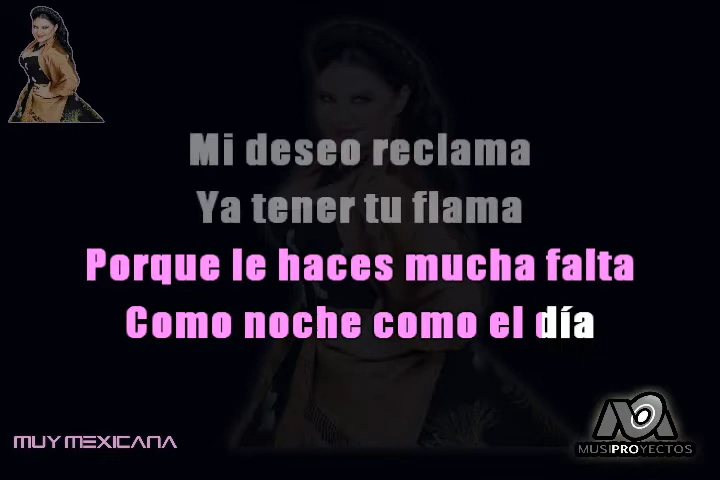 Mi deseo reclama
Ya tener tu flama
Porque le haces mucha falta
Como noche como el día
MUY MEXICANA
MUSIPROYECTOS